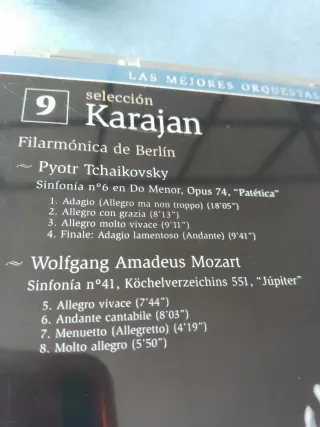 LAS MEJORES ORQUESTAS
9 selección
Karajan
Filarmónica de Berlín
Pyotr Tchaikovsky
Sinfonía nº6 en Do Menor, Opus 74, “Patética”
1. Adagio (Allegro ma non troppo) (18'05")
2. Allegro con grazia (8'13")
3. Allegro molto vivace (9'11")
4. Finale: Adagio lamentoso (Andante) (9'41")
Wolfgang Amadeus Mozart
Sinfonía nº41, Köchelverzeichins 551, “Júpiter”
5. Allegro vivace (7'44")
6. Andante cantabile (8'03")
7. Menuetto (Allegretto) (4'19")
8. Molto allegro (5'50")